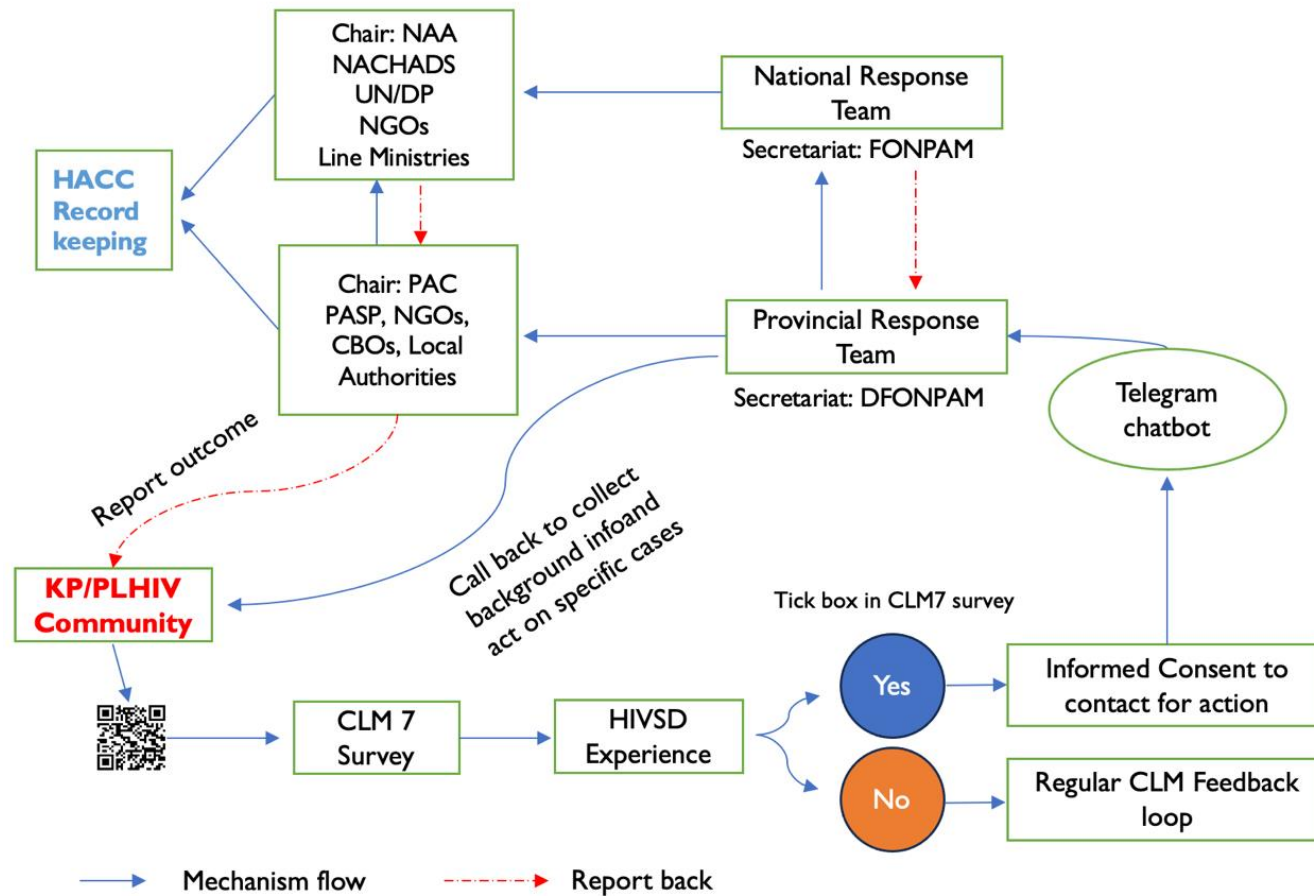 Chair: NAA
NACHADS
UN/DP
NGOs
Line Ministries
National Response
Team
Secretariat: FONPAM
HACC
Record
keeping
Chair: PAC
PASP, NGOs,
CBOs, Local
Authorities
Provincial Response
Team
Secretariat: DFONPAM
Telegram
chatbot
Report outcome
Call back to collect
background infoand
act on specific cases
KP/PLHIV
Community
Tick box in CLM7 survey
CLM 7
Survey
HIVSD
Experience
Yes
Informed Consent to
contact for action
No
Regular CLM Feedback
loop
Mechanism flow
Report back